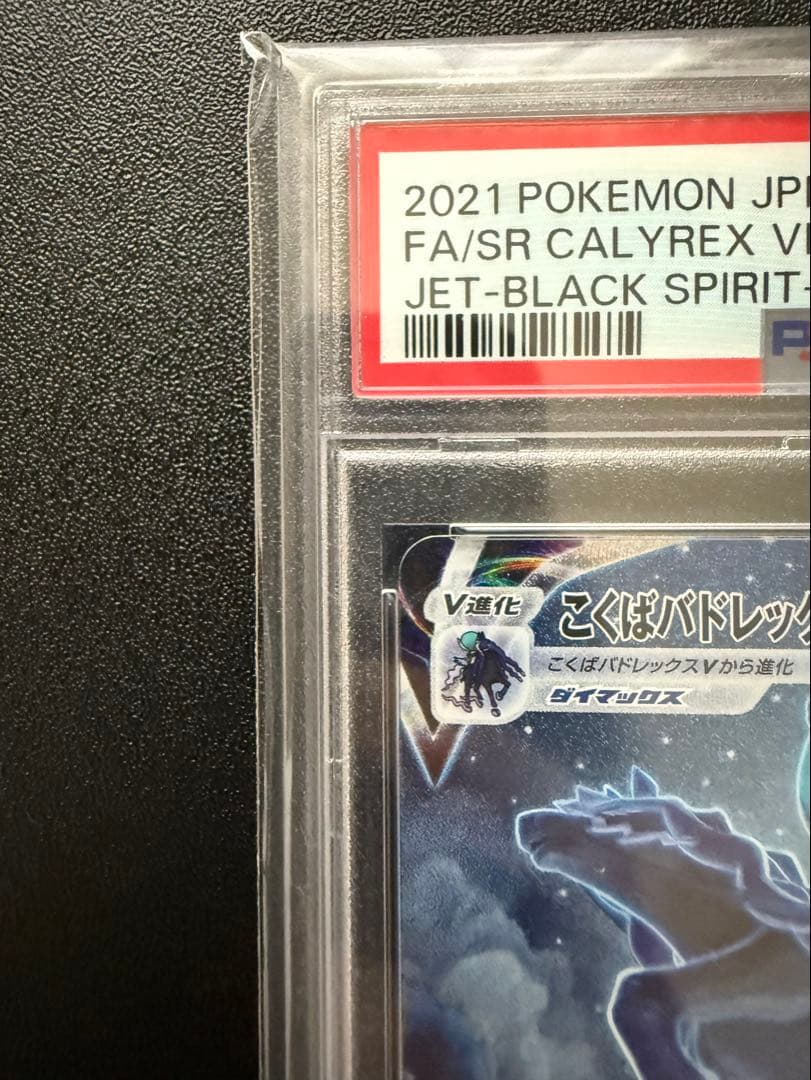 2021 POKEMON JP
FA/SR CALYREX V
JET-BLACK SPIRIT-
P
V進化
こくばバドレック
こくばバドレックスVから進化
ダイマックス